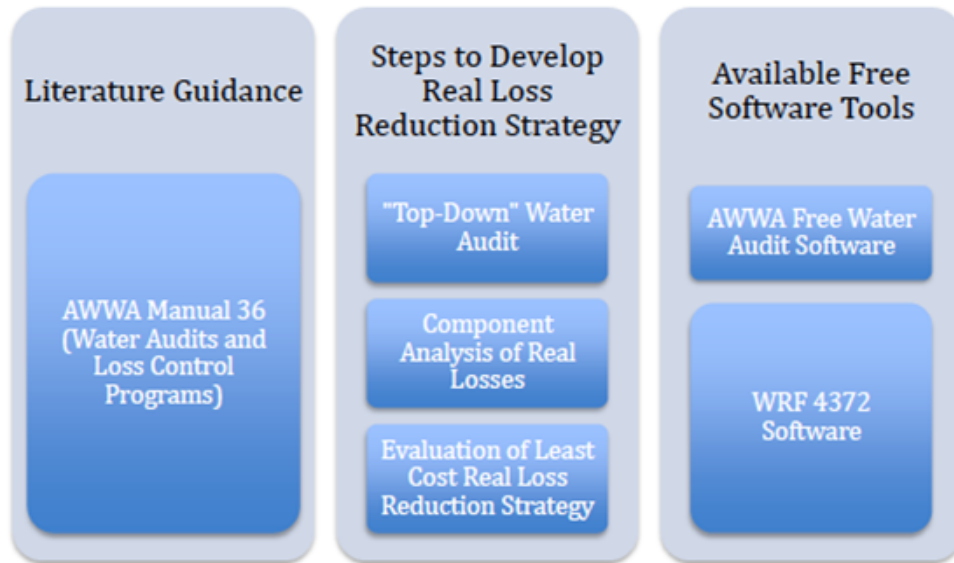 Literature Guidance
AWWA Manual 36
(Water Audits and
Loss Control
Programs)
Steps to Develop
Real Loss
Reduction Strategy
"Top-Down" Water
Audit
Component
Analysis of Real
Losses
Evaluation of Least
Cost Real Loss
Reduction Strategy
Available Free
Software Tools
AWWA Free Water
Audit Software
WRF 4372
Software